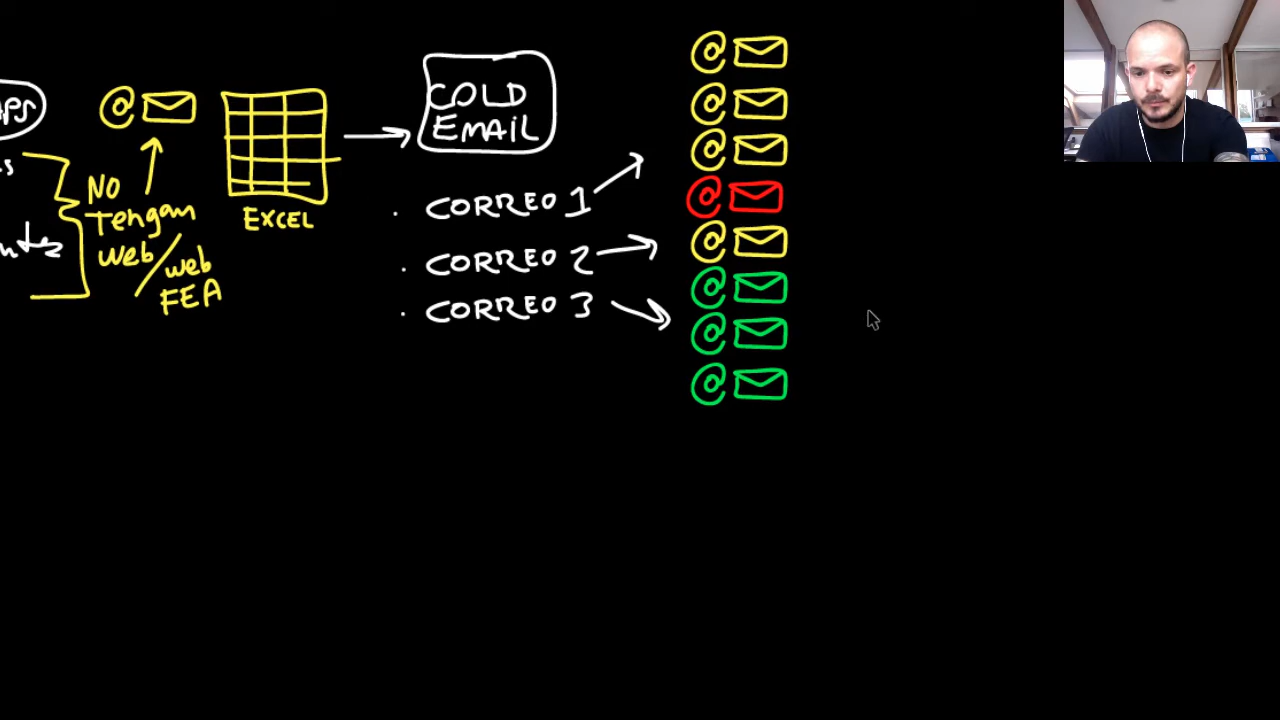 NO
Tengan
web/web
FEA
EXCEL
COLD
EMAIL
. CORREO 1
. CORREO 2
. CORREO 3
@
@
@
@
@
@
@
@
@